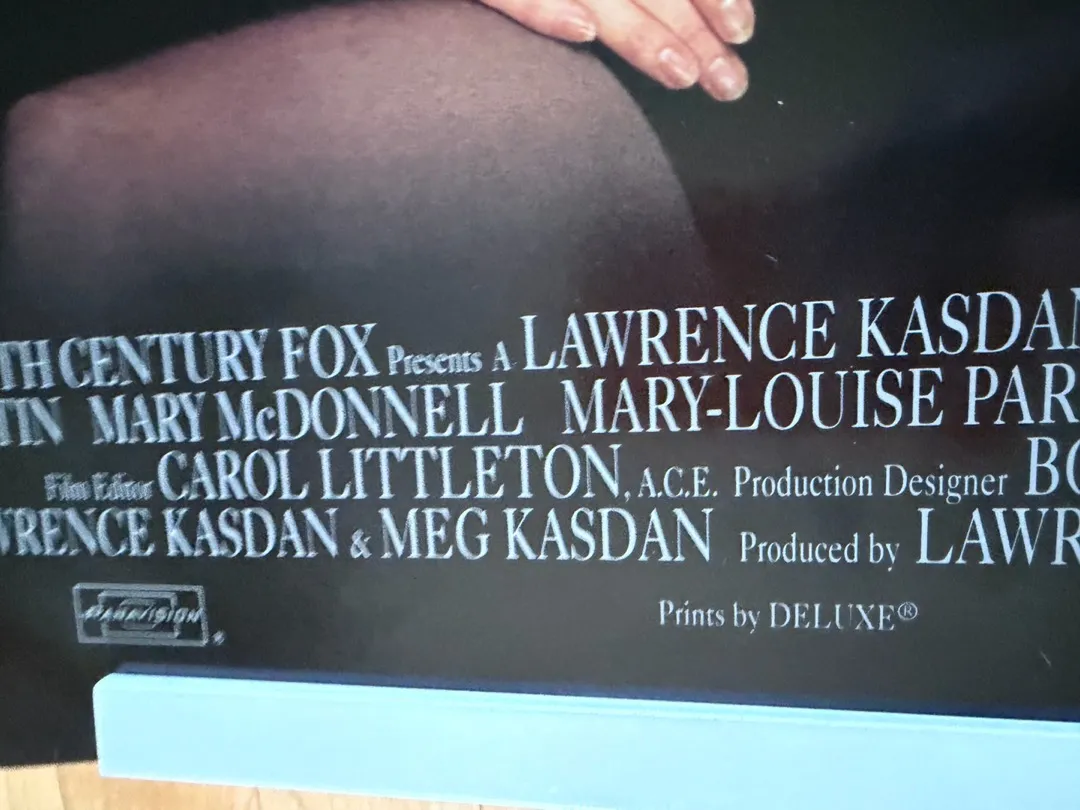 TH CENTURY FOX Presents A LAWRENCE KASDAN
TIN MARY McDONNELL MARY-LOUISE PAR
Film Editor CAROL LITTLETON, A.C.E. Production Designer BO
WRENCE KASDAN & MEG KASDAN Produced by LAWR
PANAVISION®
Prints by DELUXE®